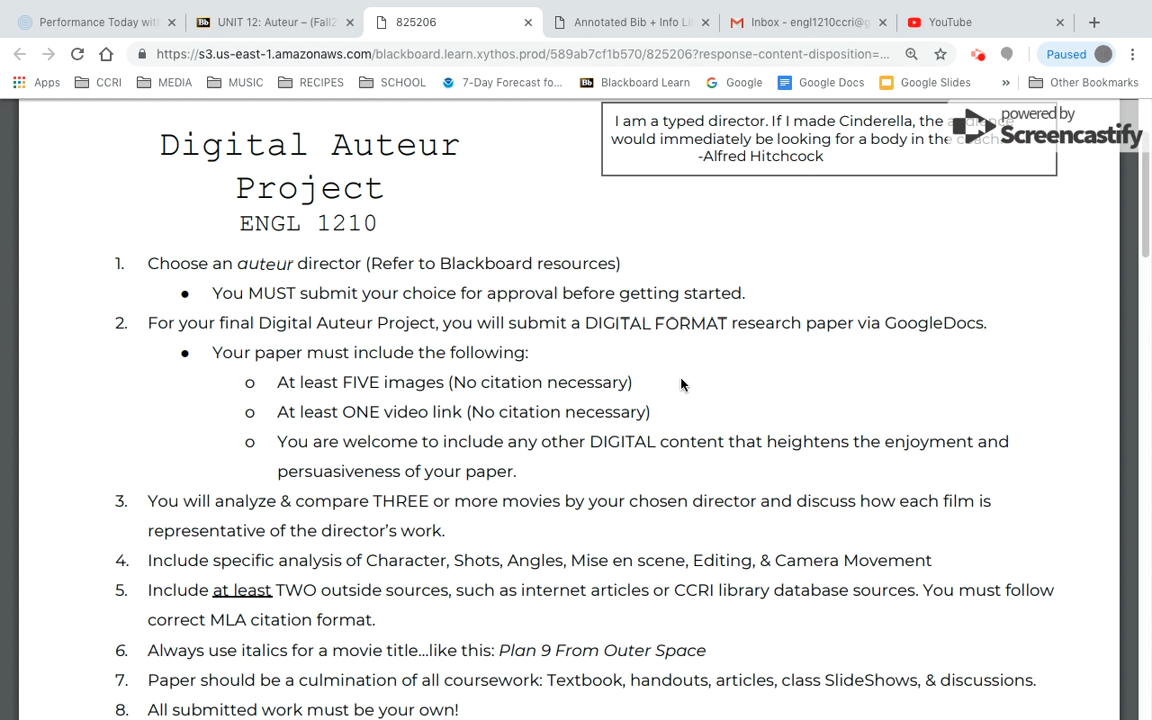 Performance Today with
UNIT 12: Auteur – (Fall2
825206
Annotated Bib + Info Li
Inbox - engl1210ccri@g
YouTube
https://s3.us-east-1.amazonaws.com/blackboard.learn.xythos.prod/589ab7cf1b570/825206?response-content-disposition=...
Paused
Apps CCRI MEDIA MUSIC RECIPES SCHOOL 7-Day Forecast fo... Blackboard Learn Google Google Docs Google Slides » Other Bookmarks
powered by
Screencastify
I am a typed director. If I made Cinderella, the audience
would immediately be looking for a body in the coach.
-Alfred Hitchcock
Digital Auteur
Project
ENGL 1210
1. Choose an auteur director (Refer to Blackboard resources)
● You MUST submit your choice for approval before getting started.
2. For your final Digital Auteur Project, you will submit a DIGITAL FORMAT research paper via GoogleDocs.
● Your paper must include the following:
o At least FIVE images (No citation necessary)
o At least ONE video link (No citation necessary)
o You are welcome to include any other DIGITAL content that heightens the enjoyment and
persuasiveness of your paper.
3. You will analyze & compare THREE or more movies by your chosen director and discuss how each film is
representative of the director's work.
4. Include specific analysis of Character, Shots, Angles, Mise en scene, Editing, & Camera Movement
5. Include at least TWO outside sources, such as internet articles or CCRI library database sources. You must follow
correct MLA citation format.
6. Always use italics for a movie title...like this: Plan 9 From Outer Space
7. Paper should be a culmination of all coursework: Textbook, handouts, articles, class SlideShows, & discussions.
8. All submitted work must be your own!